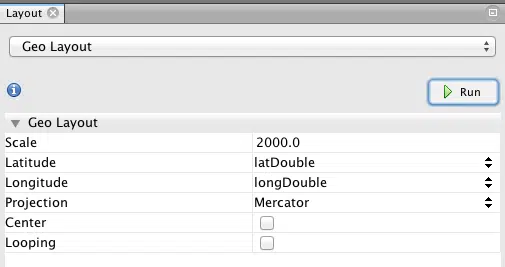 Layout
Geo Layout
Run
Geo Layout
Scale 2000.0
Latitude latDouble
Longitude longDouble
Projection Mercator
Center
Looping